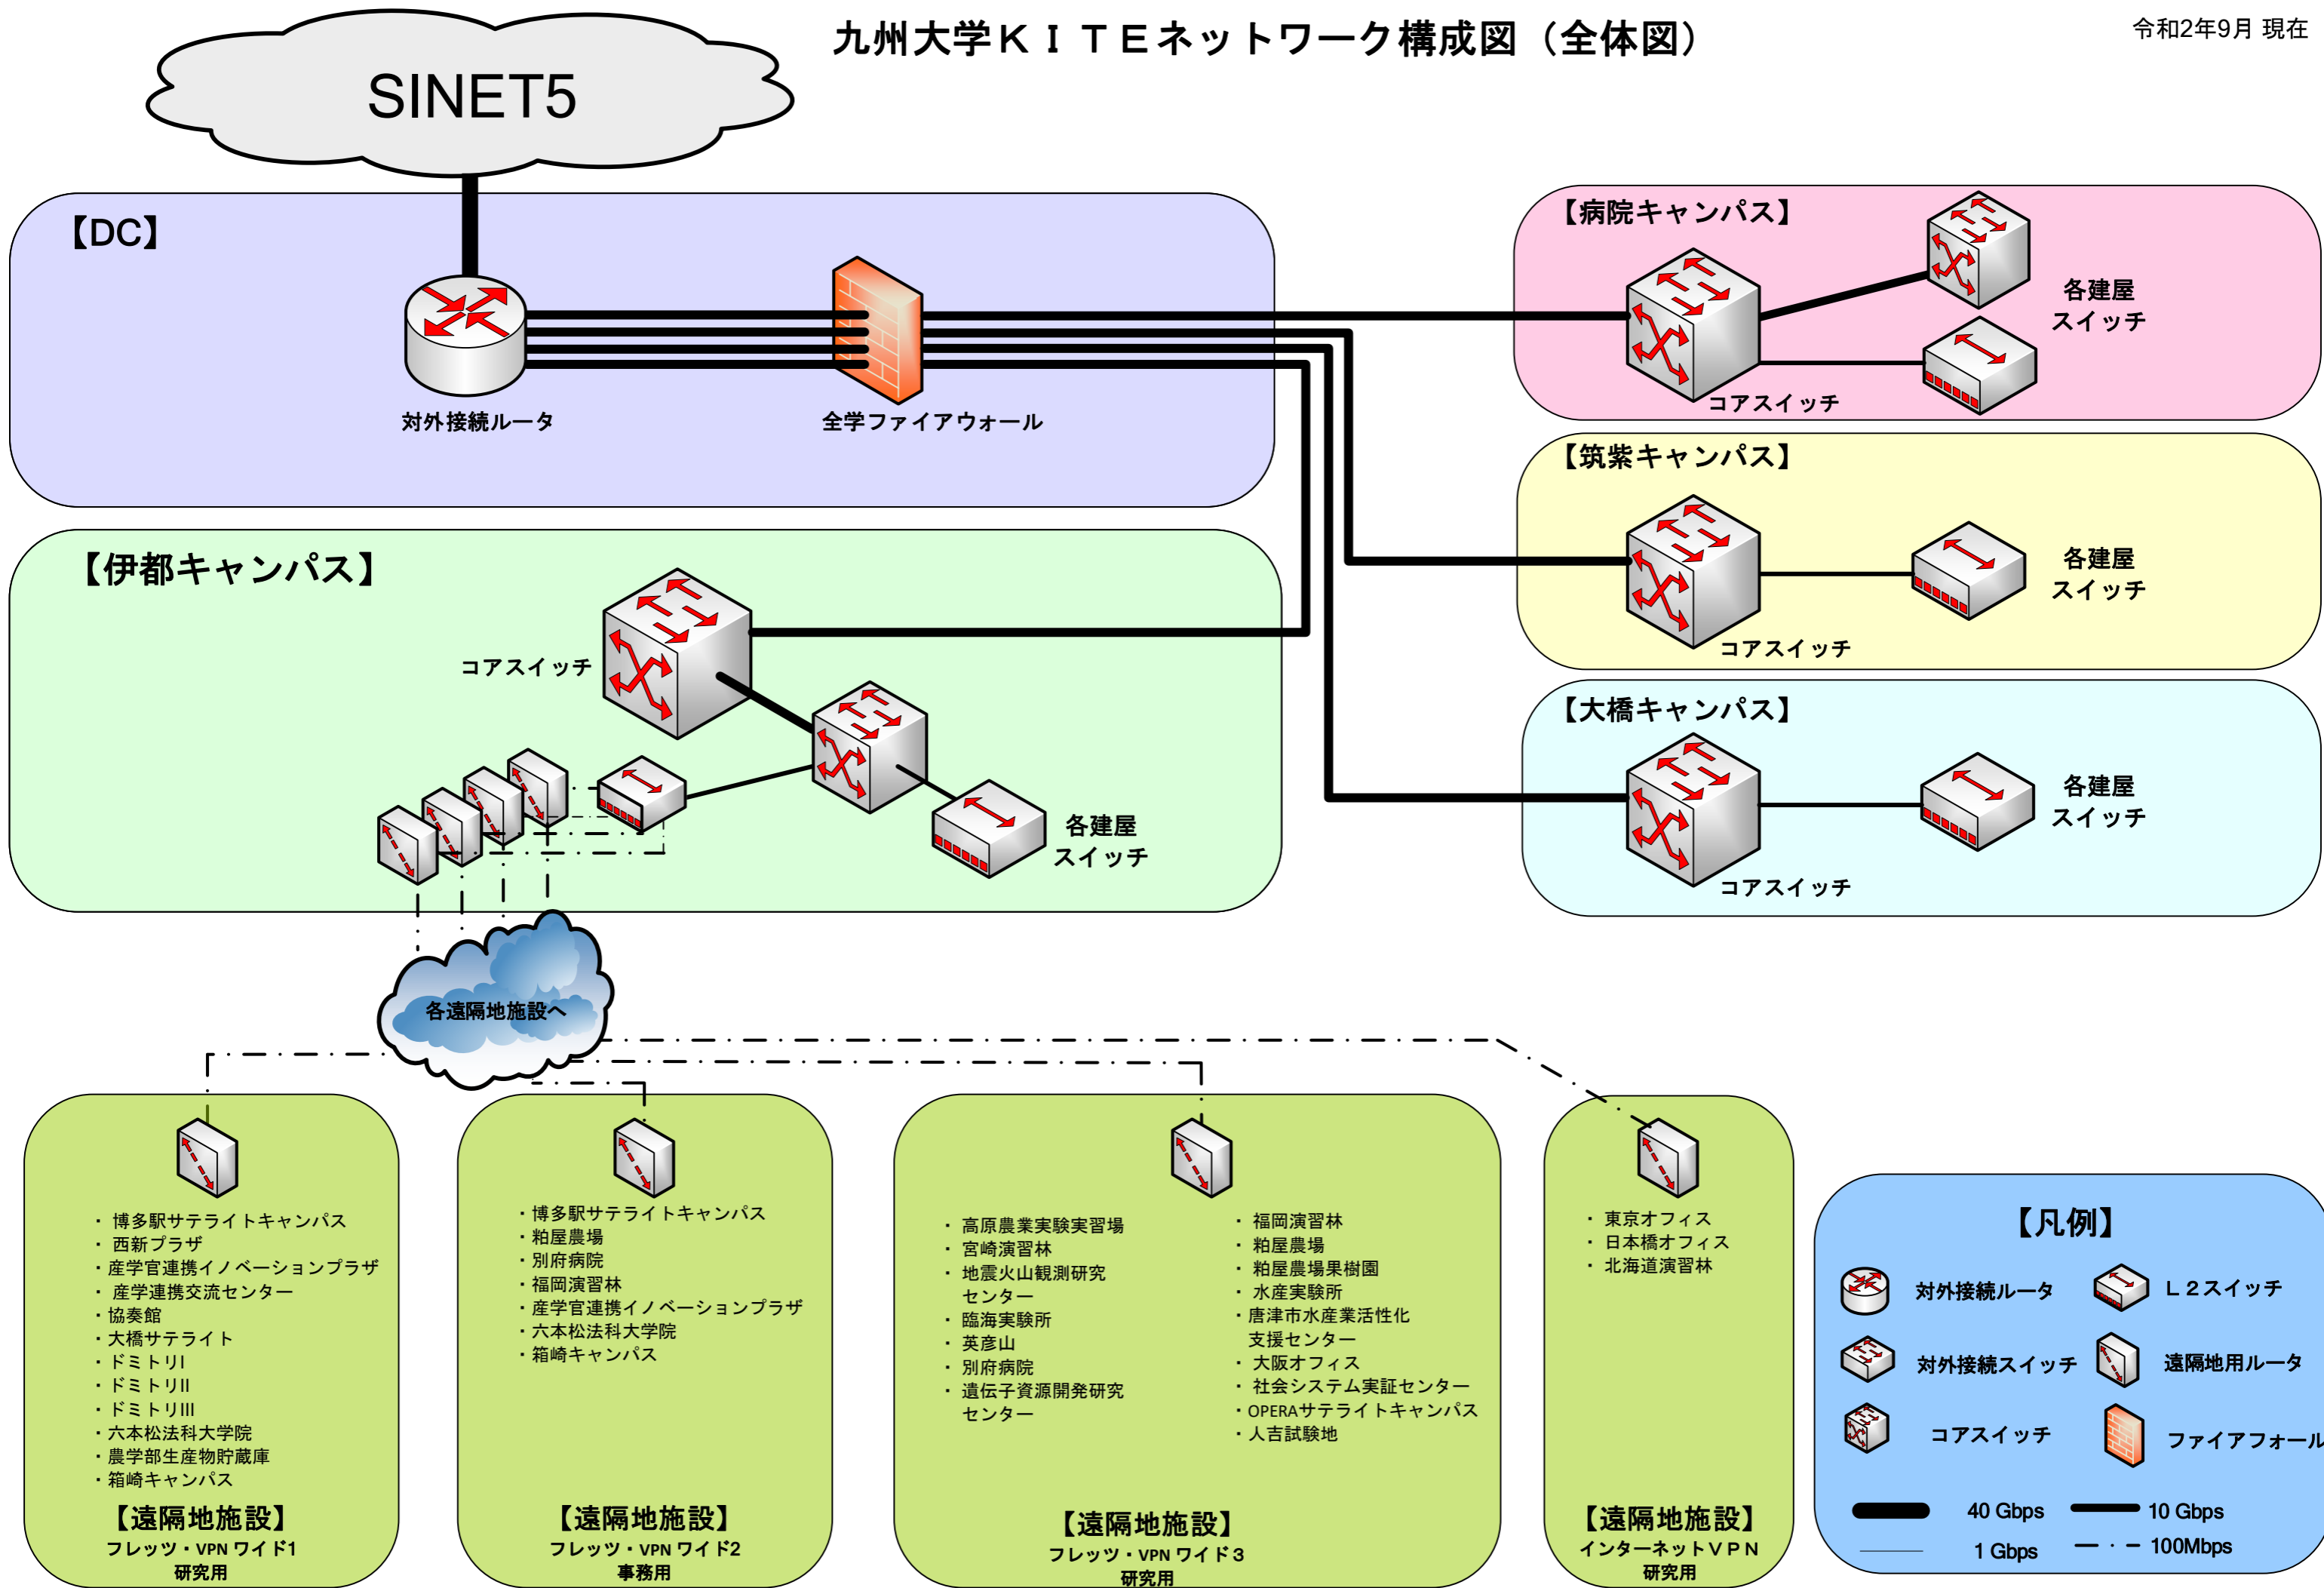 九州大学ＫＩＴＥネットワーク構成図（全体図）
令和2年9月 現在
SINET5
【DC】
対外接続ルータ
全学ファイアウォール
【病院キャンパス】
各建屋
スイッチ
コアスイッチ
【筑紫キャンパス】
各建屋
スイッチ
コアスイッチ
【大橋キャンパス】
各建屋
スイッチ
コアスイッチ
【伊都キャンパス】
コアスイッチ
各建屋
スイッチ
各遠隔地施設へ
・ 博多駅サテライトキャンパス
・ 西新プラザ
・産学官連携イノベーションプラザ
・ 産学連携交流センター
・協奏館
・大橋サテライト
・ドミトリI
・ドミトリII
・ドミトリIII
・六本松法科大学院
・農学部生産物貯蔵庫
・箱崎キャンパス
【遠隔地施設】
フレッツ・VPN ワイド1
研究用
・博多駅サテライトキャンパス
・粕屋農場
・別府病院
・福岡演習林
・産学官連携イノベーションプラザ
・六本松法科大学院
・箱崎キャンパス
【遠隔地施設】
フレッツ・VPN ワイド2
事務用
・ 高原農業実験実習場
・ 宮崎演習林
・ 地震火山観測研究
センター
・ 臨海実験所
・ 英彦山
・ 別府病院
・ 遺伝子資源開発研究
センター
・ 福岡演習林
・ 粕屋農場
・ 粕屋農場果樹園
・ 水産実験所
・唐津市水産業活性化
支援センター
・ 大阪オフィス
・ 社会システム実証センター
・OPERAサテライトキャンパス
・人吉試験地
【遠隔地施設】
フレッツ・VPN ワイド３
研究用
・ 東京オフィス
・ 日本橋オフィス
・ 北海道演習林
【遠隔地施設】
インターネットＶＰＮ
研究用
【凡例】
対外接続ルータ
Ｌ２スイッチ
対外接続スイッチ
遠隔地用ルータ
コアスイッチ
ファイアフォール
40 Gbps
10 Gbps
1 Gbps
100Mbps